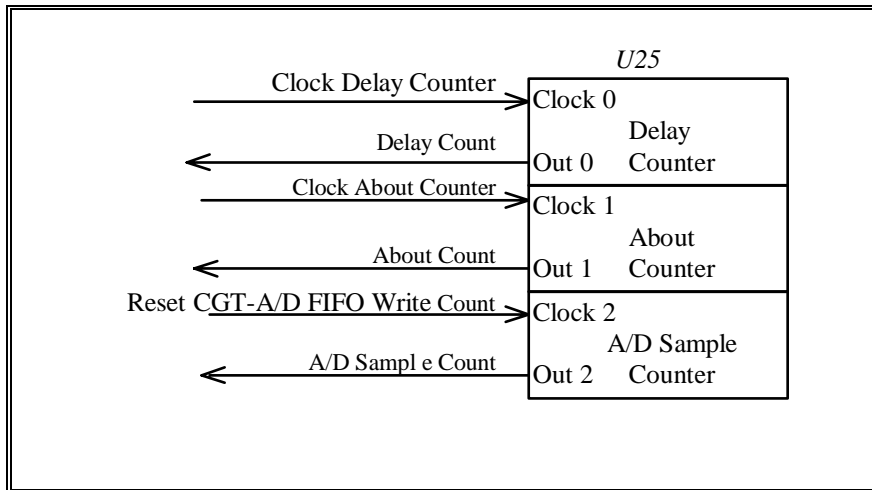 U25
Clock Delay Counter
Clock 0
Delay
Counter
Delay Count
Out 0
Clock About Counter
Clock 1
About
Counter
About Count
Out 1
Reset CGT-A/D FIFO Write Count
Clock 2
A/D Sample
Counter
A/D Sampl e Count
Out 2